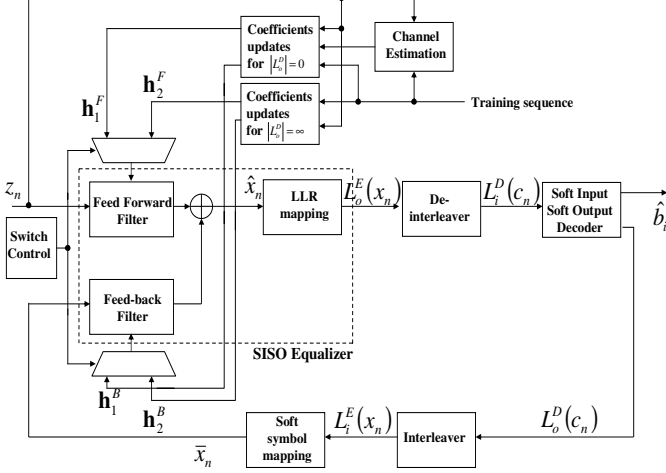 Coefficients
updates
for |L_o^D| = 0
Channel
Estimation
h_1^F
h_2^F
Coefficients
updates
for |L_o^D| = ∞
Training sequence
z_n
Feed Forward
Filter
x̂_n
LLR
mapping
L_o^E(x_n)
De-
interleaver
L_i^D(c_n)
Soft Input
Soft Output
Decoder
b̂_i
Switch
Control
Feed-back
Filter
SISO Equalizer
h_1^B
h_2^B
x̄_n
Soft
symbol
mapping
L_i^E(x_n)
Interleaver
L_o^D(c_n)